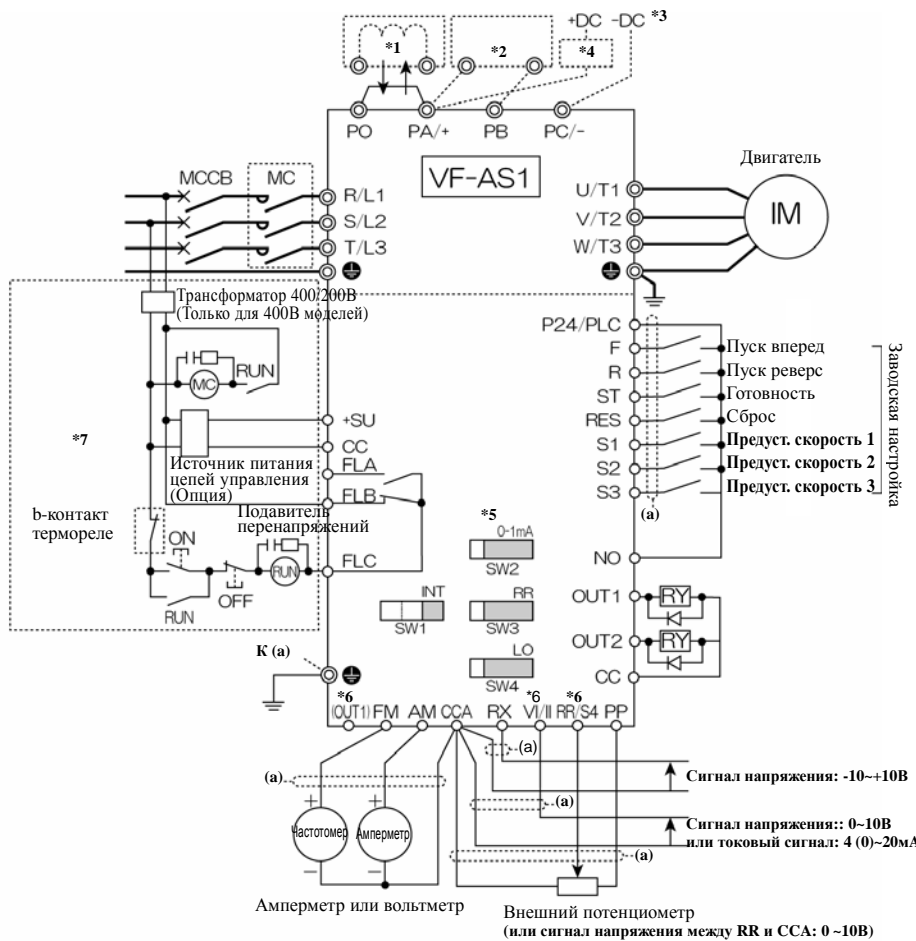 *1
*2
+DC
-DC
*3
*4
PO
PA/+
PB
PC/-
VF-AS1
MCCB
MC
R/L1
S/L2
T/L3
U/T1
V/T2
W/T3
Двигатель
IM
Трансформатор 400/200В
(Только для 400В моделей)
MC
RUN
*7
+SU
CC
FLA
FLB
FLC
Источник питания
цепей управления
(Опция)
Подавитель
перенапряжений
b-контакт
термореле
ON
OFF
RUN
RUN
P24/PLC
F
R
ST
RES
S1
S2
S3
Пуск вперед
Пуск реверс
Готовность
Сброс
Предуст. скорость 1
Предуст. скорость 2
Предуст. скорость 3
Заводская настройка
(a)
*5
0-1mA
SW2
INT
SW1
RR
SW3
LO
SW4
NO
OUT1
RY
OUT2
RY
CC
К (а)
*6
(OUT1)
FM
AM
CCA
RX
*6
VI/II
*6
RR/S4
PP
(a)
(a)
(a)
(a)
+
+
Частотомер
Амперметр
−
−
Амперметр или вольтметр
Сигнал напряжения: -10~+10В
Сигнал напряжения:: 0~10В
или токовый сигнал: 4 (0)~20мА
Внешний потенциометр
(или сигнал напряжения между RR и CCA: 0 ~10В)